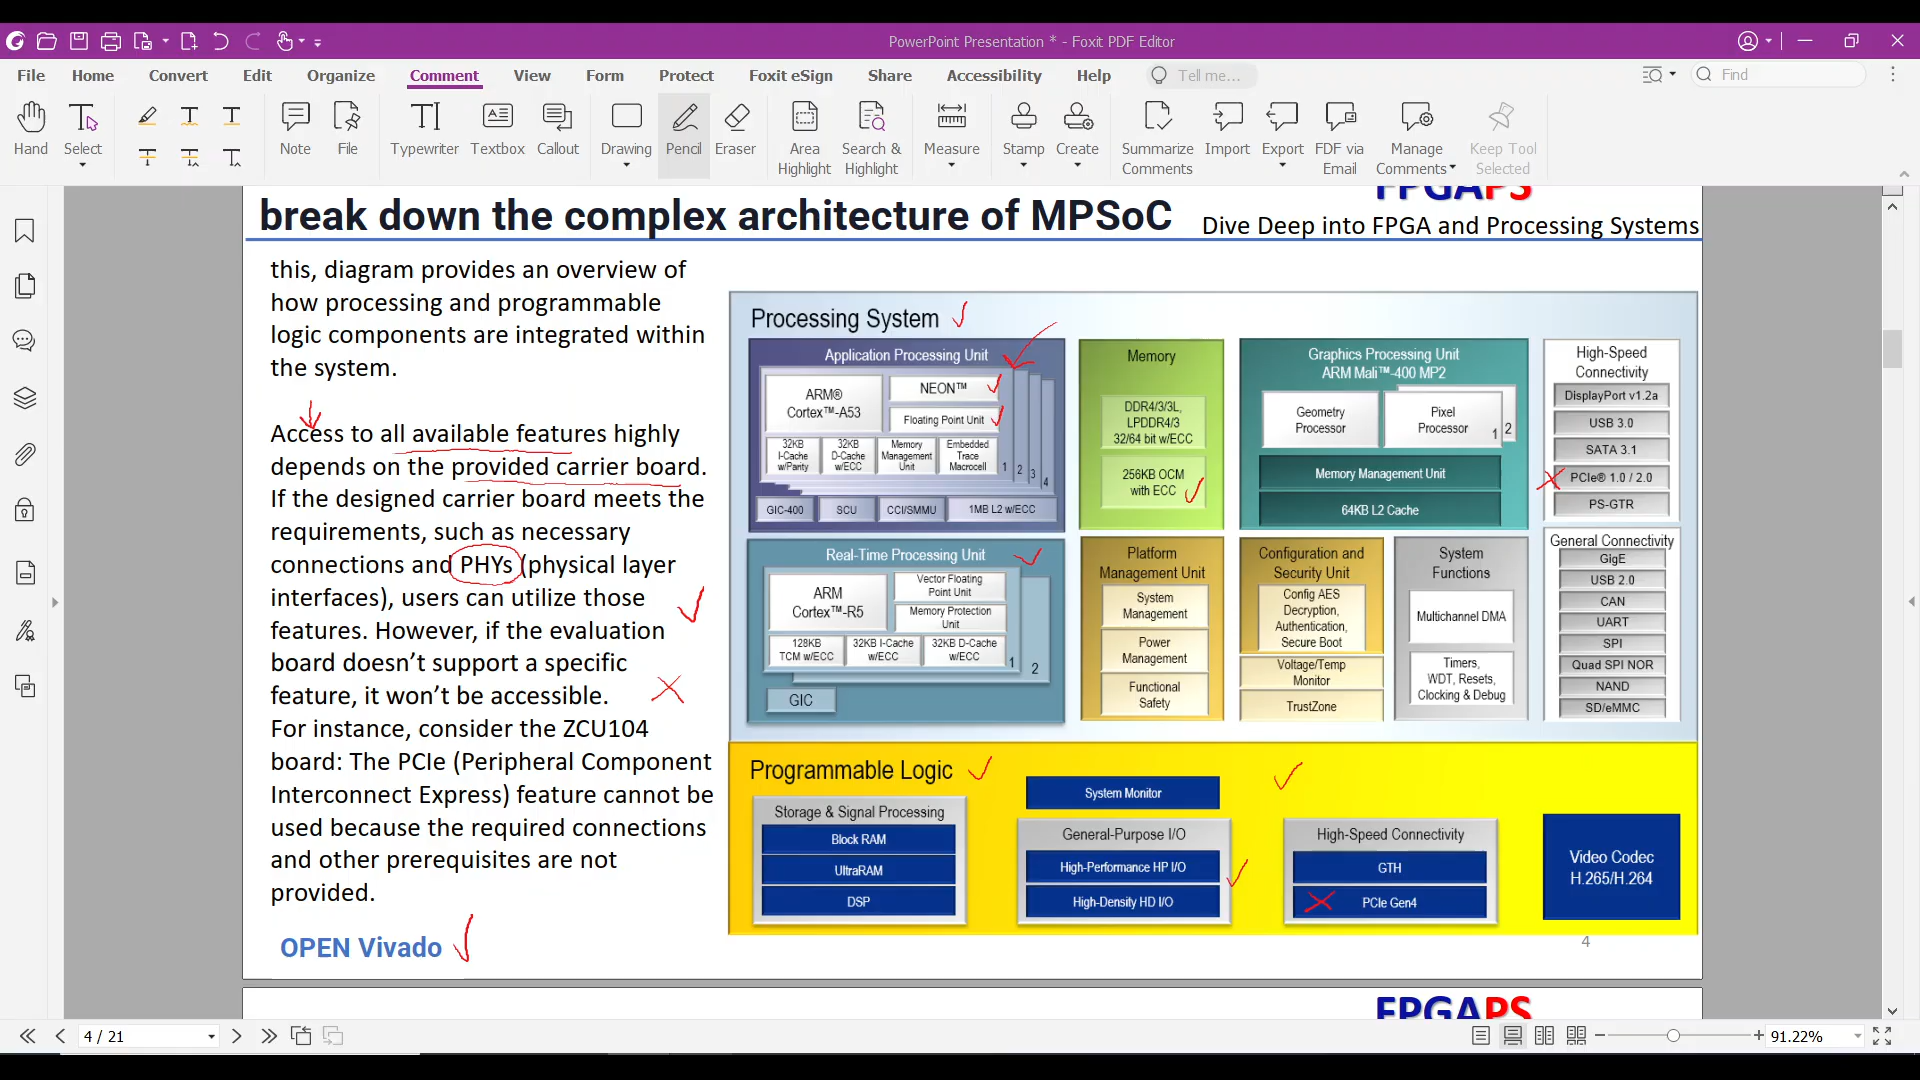 PowerPoint Presentation * - Foxit PDF Editor
File Home Convert Edit Organize Comment View Form Protect Foxit eSign Share Accessibility Help Tell me... Find
Hand
Select
Note
File
Typewriter
Textbox
Callout
Drawing
Pencil
Eraser
Area
Highlight
Search &
Highlight
Measure
Stamp
Create
Summarize
Comments
Import
Export
FDF via
Email
Manage
Comments
Keep Tool
Selected
FPGAPS
break down the complex architecture of MPSoC
Dive Deep into FPGA and Processing Systems
this, diagram provides an overview of
how processing and programmable
logic components are integrated within
the system.
Access to all available features highly
depends on the provided carrier board.
If the designed carrier board meets the
requirements, such as necessary
connections and PHYs (physical layer
interfaces), users can utilize those
features. However, if the evaluation
board doesn't support a specific
feature, it won't be accessible.
For instance, consider the ZCU104
board: The PCIe (Peripheral Component
Interconnect Express) feature cannot be
used because the required connections
and other prerequisites are not
provided.
OPEN Vivado
Processing System
Application Processing Unit
ARM®
Cortex™-A53
NEON™
Floating Point Unit
32KB
I-Cache
w/Parity
32KB
D-Cache
w/ECC
Memory
Management
Unit
Embedded
Trace
Macrocell
1 2 3 4
GIC-400
SCU
CCI/SMMU
1MB L2 w/ECC
Memory
DDR4/3/3L,
LPDDR4/3
32/64 bit w/ECC
256KB OCM
with ECC
Graphics Processing Unit
ARM Mali™-400 MP2
Geometry
Processor
Pixel
Processor
1 2
Memory Management Unit
64KB L2 Cache
High-Speed
Connectivity
DisplayPort v1.2a
USB 3.0
SATA 3.1
PCIe® 1.0 / 2.0
PS-GTR
Real-Time Processing Unit
ARM
Cortex™-R5
Vector Floating
Point Unit
Memory Protection
Unit
128KB
TCM w/ECC
32KB I-Cache
w/ECC
32KB D-Cache
w/ECC
1 2
GIC
Platform
Management Unit
System
Management
Power
Management
Functional
Safety
Configuration and
Security Unit
Config AES
Decryption,
Authentication,
Secure Boot
Voltage/Temp
Monitor
TrustZone
System
Functions
Multichannel DMA
Timers,
WDT, Resets,
Clocking & Debug
General Connectivity
GigE
USB 2.0
CAN
UART
SPI
Quad SPI NOR
NAND
SD/eMMC
Programmable Logic
Storage & Signal Processing
Block RAM
UltraRAM
DSP
System Monitor
General-Purpose I/O
High-Performance HP I/O
High-Density HD I/O
High-Speed Connectivity
GTH
PCIe Gen4
Video Codec
H.265/H.264
4
FPGAPS
4 / 21
91.22%